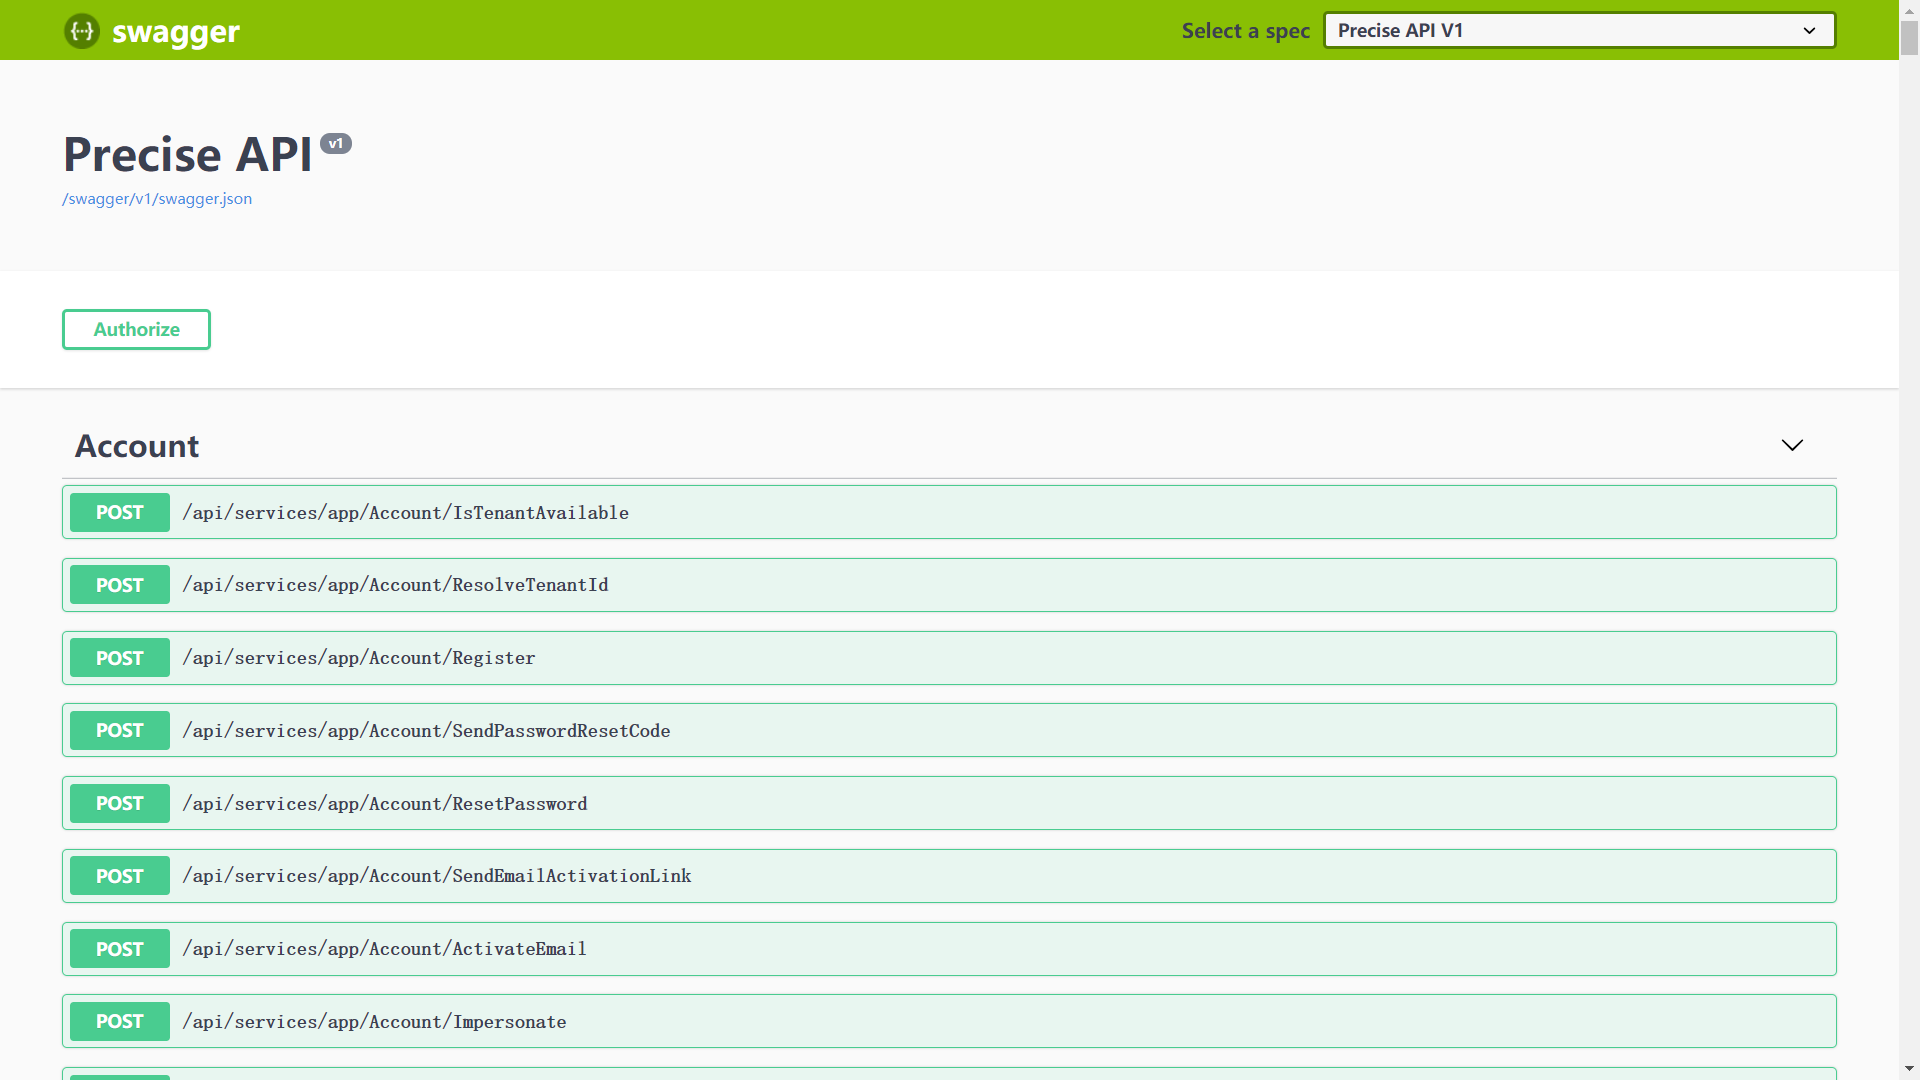 swagger
Select a spec
Precise API V1
Precise API v1
/swagger/v1/swagger.json
Authorize
Account
POST /api/services/app/Account/IsTenantAvailable
POST /api/services/app/Account/ResolveTenantId
POST /api/services/app/Account/Register
POST /api/services/app/Account/SendPasswordResetCode
POST /api/services/app/Account/ResetPassword
POST /api/services/app/Account/SendEmailActivationLink
POST /api/services/app/Account/ActivateEmail
POST /api/services/app/Account/Impersonate